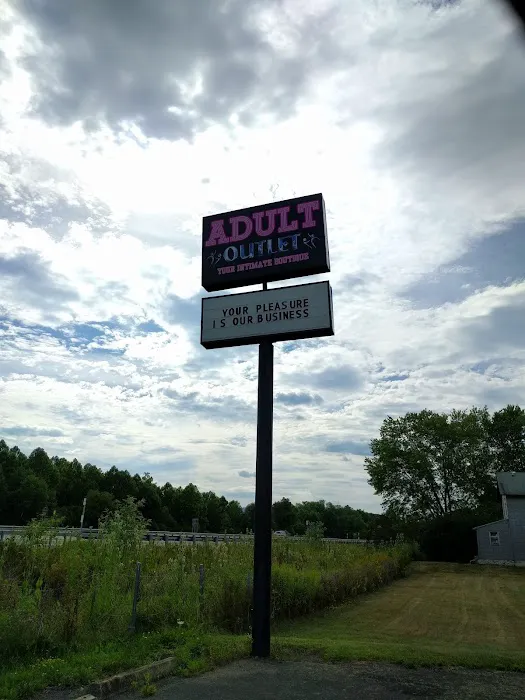 ADULT
OUTLET
YOUR INTIMATE BOUTIQUE
YOUR PLEASURE
IS OUR BUSINESS